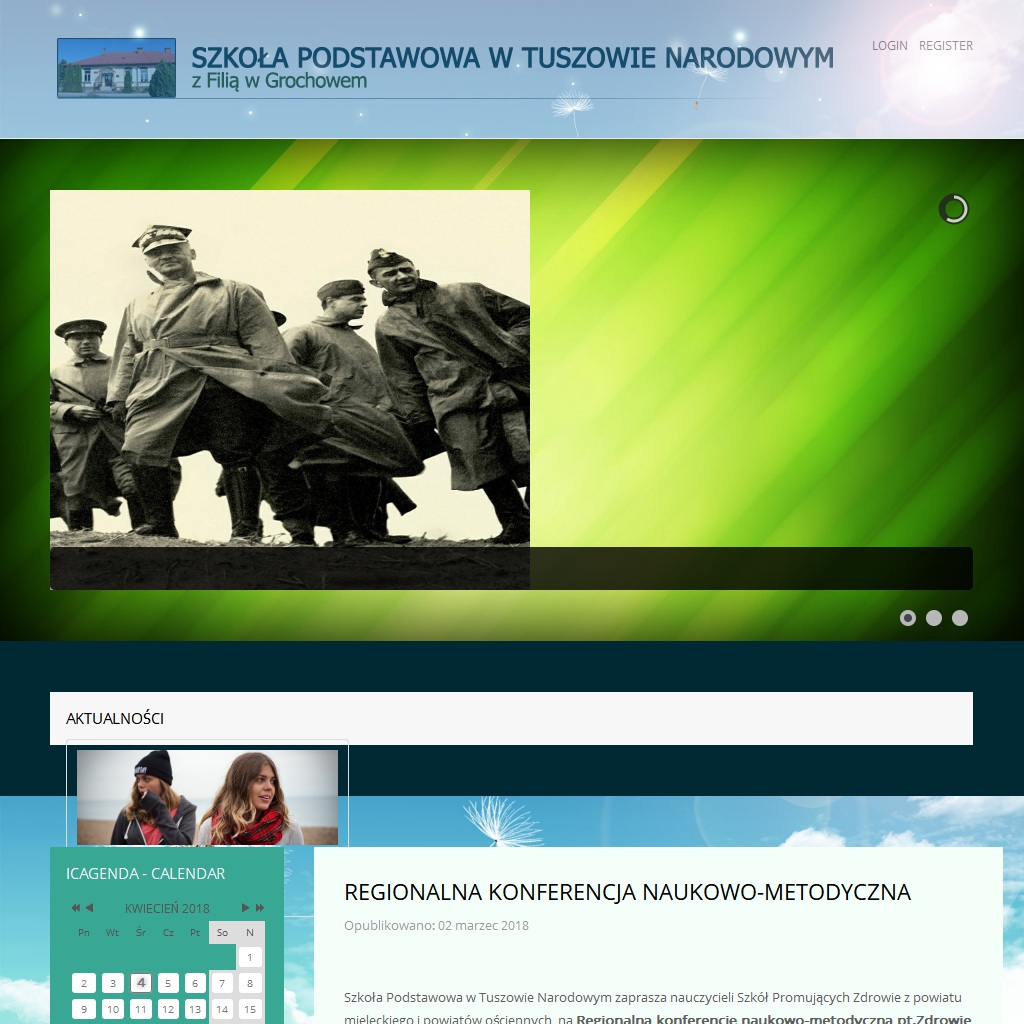 SZKOŁA PODSTAWOWA W TUSZOWIE NARODOWYM
z Filią w Grochowem
LOGIN REGISTER
AKTUALNOŚCI
ICAGENDA - CALENDAR
KWIECIEŃ 2018
Pn Wt Śr Cz Pt So N
1
2 3 4 5 6 7 8
9 10 11 12 13 14 15
REGIONALNA KONFERENCJA NAUKOWO-METODYCZNA
Opublikowano: 02 marzec 2018
Szkoła Podstawowa w Tuszowie Narodowym zaprasza nauczycieli Szkół Promujących Zdrowie z powiatu
mieleckiego i powiatów ościennych na Regionalną konferencję naukowo-metodyczną pt.Zdrowie